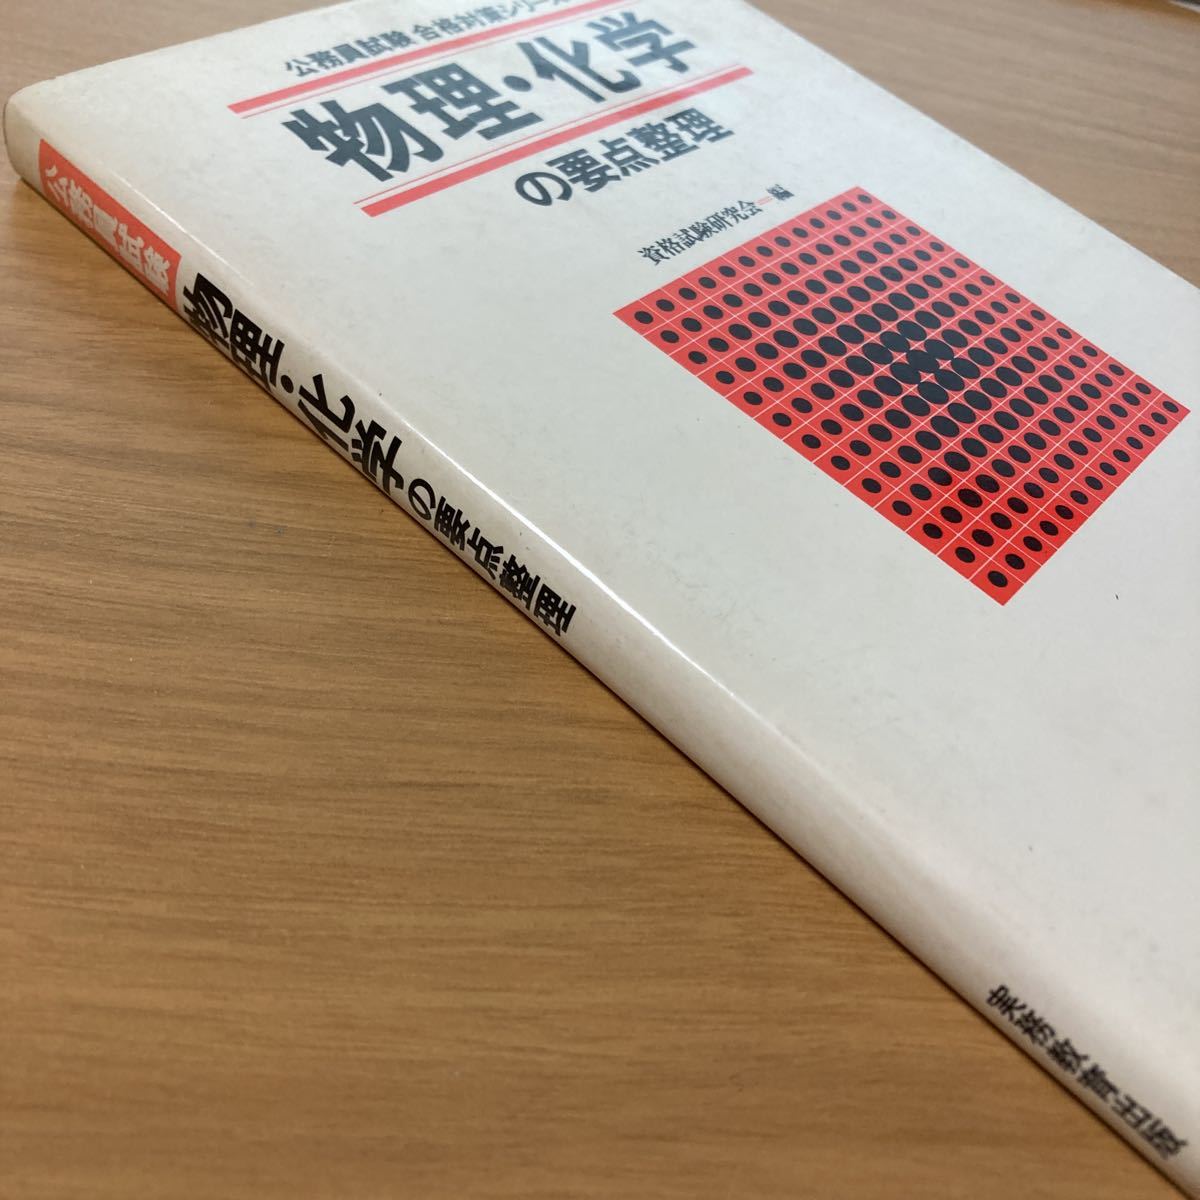 公務員試験 合格対策シリーズ
物理・化学
の要点整理
資格試験研究会=編
公務員試験
物理・化学の要点整理
実務教育出版